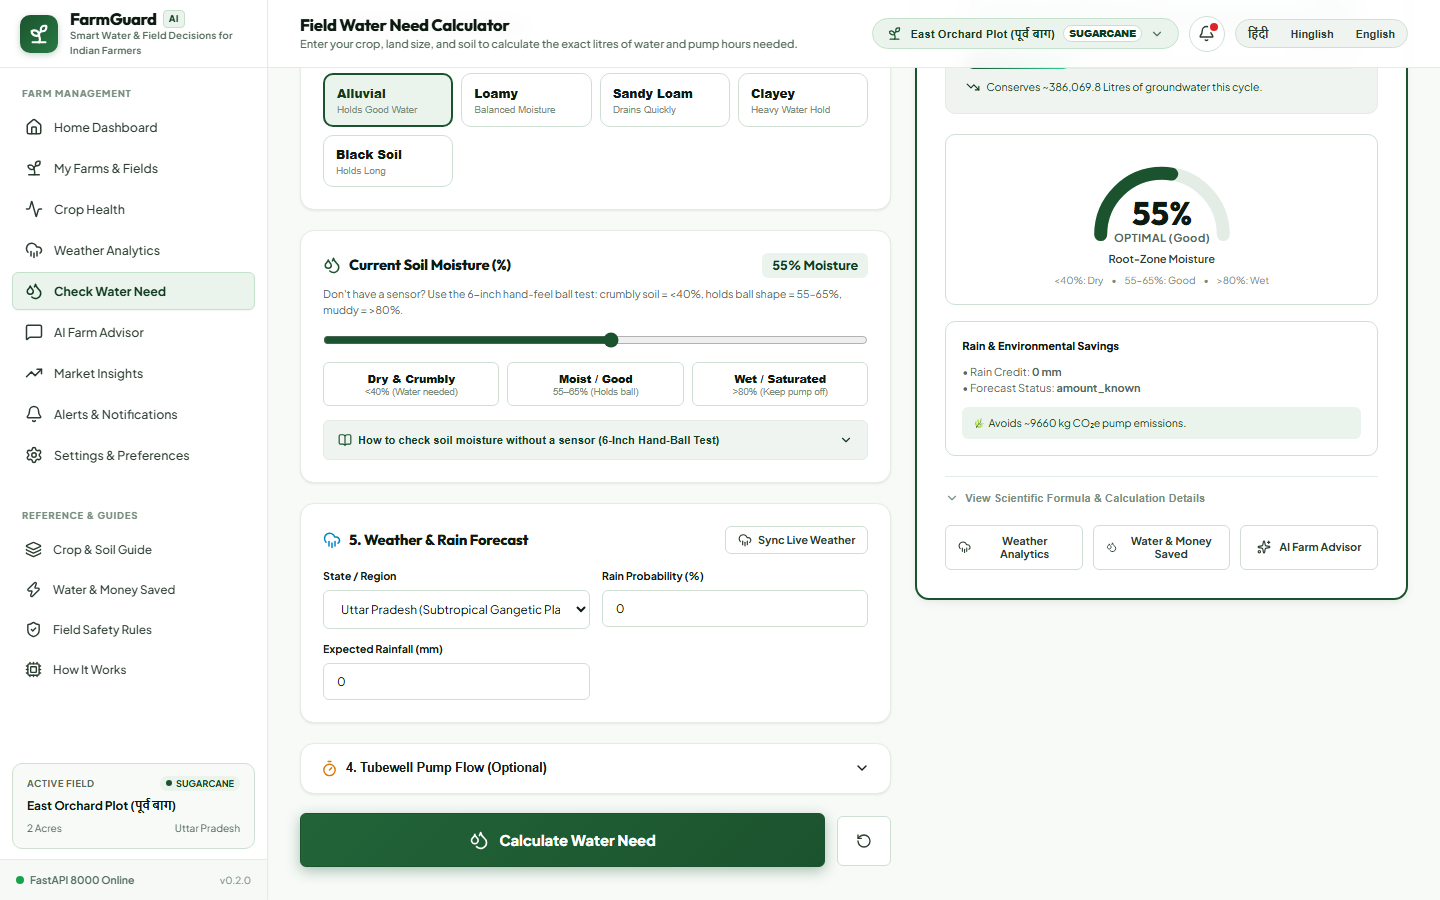 FarmGuard AI
Smart Water & Field Decisions for
Indian Farmers
FARM MANAGEMENT
Home Dashboard
My Farms & Fields
Crop Health
Weather Analytics
Check Water Need
AI Farm Advisor
Market Insights
Alerts & Notifications
Settings & Preferences
REFERENCE & GUIDES
Crop & Soil Guide
Water & Money Saved
Field Safety Rules
How It Works
ACTIVE FIELD
SUGARCANE
East Orchard Plot (पूर्व बाग)
2 Acres
Uttar Pradesh
FastAPI 8000 Online
v0.2.0
Field Water Need Calculator
Enter your crop, land size, and soil to calculate the exact litres of water and pump hours needed.
East Orchard Plot (पूर्व बाग)
SUGARCANE
हिंदी
Hinglish
English
Alluvial
Holds Good Water
Loamy
Balanced Moisture
Sandy Loam
Drains Quickly
Clayey
Heavy Water Hold
Black Soil
Holds Long
Current Soil Moisture (%)
55% Moisture
Don't have a sensor? Use the 6-inch hand-feel ball test: crumbly soil = <40%, holds ball shape = 55-65%,
muddy = >80%.
Dry & Crumbly
<40% (Water needed)
Moist / Good
55–65% (Holds ball)
Wet / Saturated
>80% (Keep pump off)
How to check soil moisture without a sensor (6-Inch Hand-Ball Test)
5. Weather & Rain Forecast
Sync Live Weather
State / Region
Uttar Pradesh (Subtropical Gangetic Pla
Rain Probability (%)
0
Expected Rainfall (mm)
0
4. Tubewell Pump Flow (Optional)
Calculate Water Need
Conserves ~386,069.8 Litres of groundwater this cycle.
55%
OPTIMAL (Good)
Root-Zone Moisture
<40%: Dry • 55-65%: Good • >80%: Wet
Rain & Environmental Savings
• Rain Credit: 0 mm
• Forecast Status: amount_known
Avoids ~9660 kg CO₂e pump emissions.
View Scientific Formula & Calculation Details
Weather
Analytics
Water & Money
Saved
AI Farm Advisor